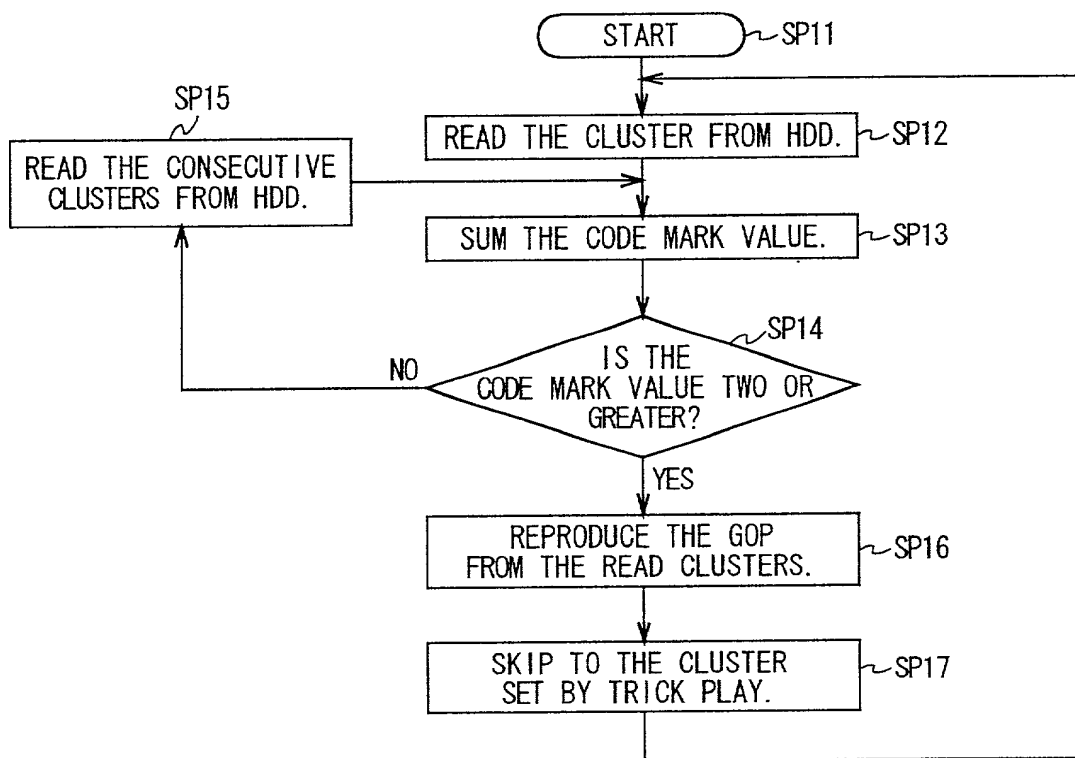 START
SP11
SP15
READ THE CLUSTER FROM HDD.
SP12
READ THE CONSECUTIVE
CLUSTERS FROM HDD.
SUM THE CODE MARK VALUE.
SP13
SP14
IS THE
CODE MARK VALUE TWO OR
GREATER?
NO
YES
REPRODUCE THE GOP
FROM THE READ CLUSTERS.
SP16
SKIP TO THE CLUSTER
SET BY TRICK PLAY.
SP17